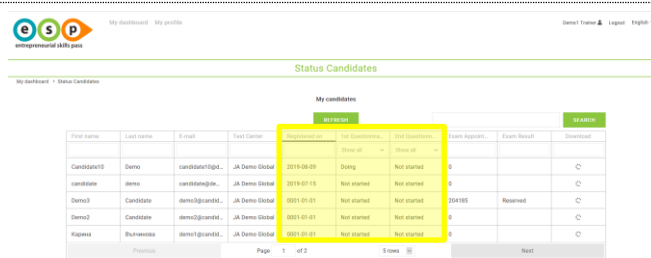 esp
entrepreneurial skills pass
My dashboard My profile
Demo1 Trainer Logout English
Status Candidates
My dashboard > Status Candidates
My candidates
REFRESH
SEARCH
First name Last name E-mail Test Center Registered on 1st Questionna... 2nd Questionn... Exam Appoint... Exam Result Download
Show all Show all
Candidate10 Demo candidate10@d... JA Demo Global 2019-08-09 Doing Not started 0
candidate demo candidate@de... JA Demo Global 2019-07-15 Not started Not started 0
Demo3 Candidate demo3@candid... JA Demo Global 0001-01-01 Not started Not started 204185 Reserved
Demo2 Candidate demo2@candid... JA Demo Global 0001-01-01 Not started Not started 0
Карина Вълчинова demo1@candid... JA Demo Global 0001-01-01 Not started Not started 0
Previous Page 1 of 2 5 rows Next